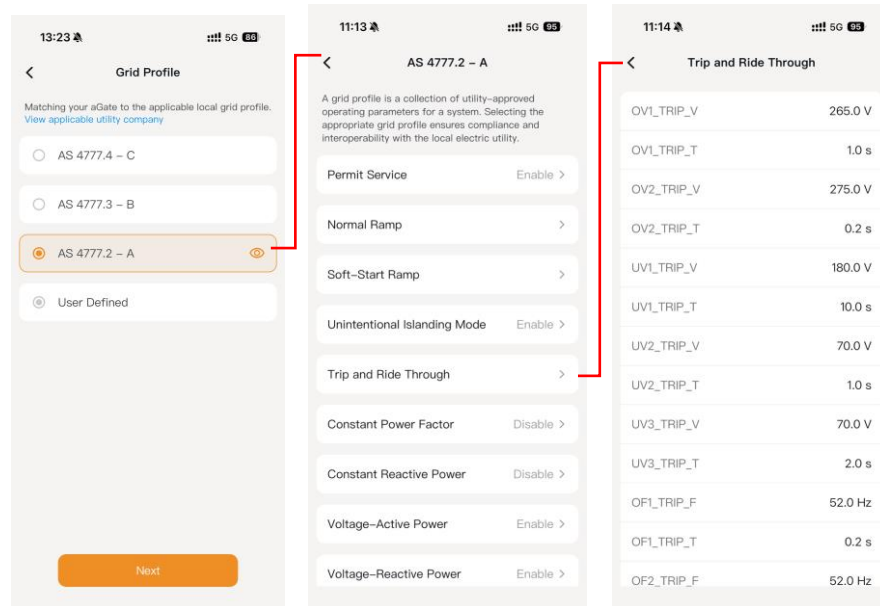 13:23
5G 86
Grid Profile
Matching your aGate to the applicable local grid profile.
View applicable utility company
AS 4777.4 – C
AS 4777.3 – B
AS 4777.2 – A
User Defined
Next
11:13
5G 95
AS 4777.2 – A
A grid profile is a collection of utility-approved
operating parameters for a system. Selecting the
appropriate grid profile ensures compliance and
interoperability with the local electric utility.
Permit Service Enable >
Normal Ramp >
Soft-Start Ramp >
Unintentional Islanding Mode Enable >
Trip and Ride Through >
Constant Power Factor Disable >
Constant Reactive Power Disable >
Voltage-Active Power Enable >
Voltage-Reactive Power Enable >
11:14
5G 95
Trip and Ride Through
OV1_TRIP_V 265.0 V
OV1_TRIP_T 1.0 s
OV2_TRIP_V 275.0 V
OV2_TRIP_T 0.2 s
UV1_TRIP_V 180.0 V
UV1_TRIP_T 10.0 s
UV2_TRIP_V 70.0 V
UV2_TRIP_T 1.0 s
UV3_TRIP_V 70.0 V
UV3_TRIP_T 2.0 s
OF1_TRIP_F 52.0 Hz
OF1_TRIP_T 0.2 s
OF2_TRIP_F 52.0 Hz